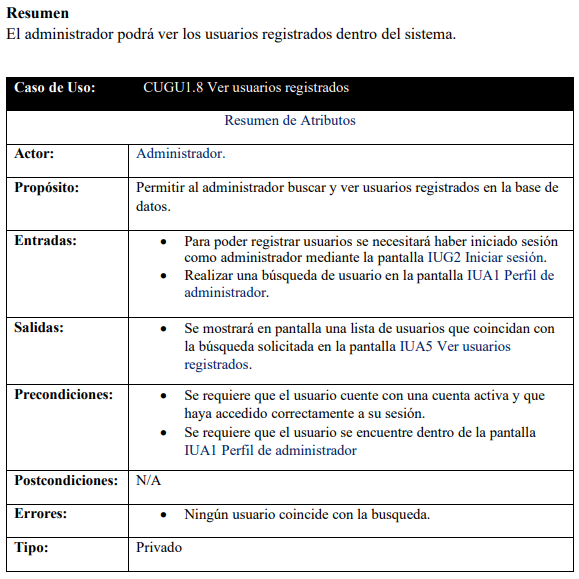 Resumen
El administrador podrá ver los usuarios registrados dentro del sistema.
Caso de Uso: CUGU1.8 Ver usuarios registrados
Resumen de Atributos
Actor: Administrador.
Propósito: Permitir al administrador buscar y ver usuarios registrados en la base de
datos.
Entradas: • Para poder registrar usuarios se necesitará haber iniciado sesión
como administrador mediante la pantalla IUG2 Iniciar sesión.
• Realizar una búsqueda de usuario en la pantalla IUA1 Perfil de
administrador.
Salidas: • Se mostrará en pantalla una lista de usuarios que coincidan con
la búsqueda solicitada en la pantalla IUA5 Ver usuarios
registrados.
Precondiciones: • Se requiere que el usuario cuente con una cuenta activa y que
haya accedido correctamente a su sesión.
• Se requiere que el usuario se encuentre dentro de la pantalla
IUA1 Perfil de administrador
Postcondiciones: N/A
Errores: • Ningún usuario coincide con la busqueda.
Tipo: Privado